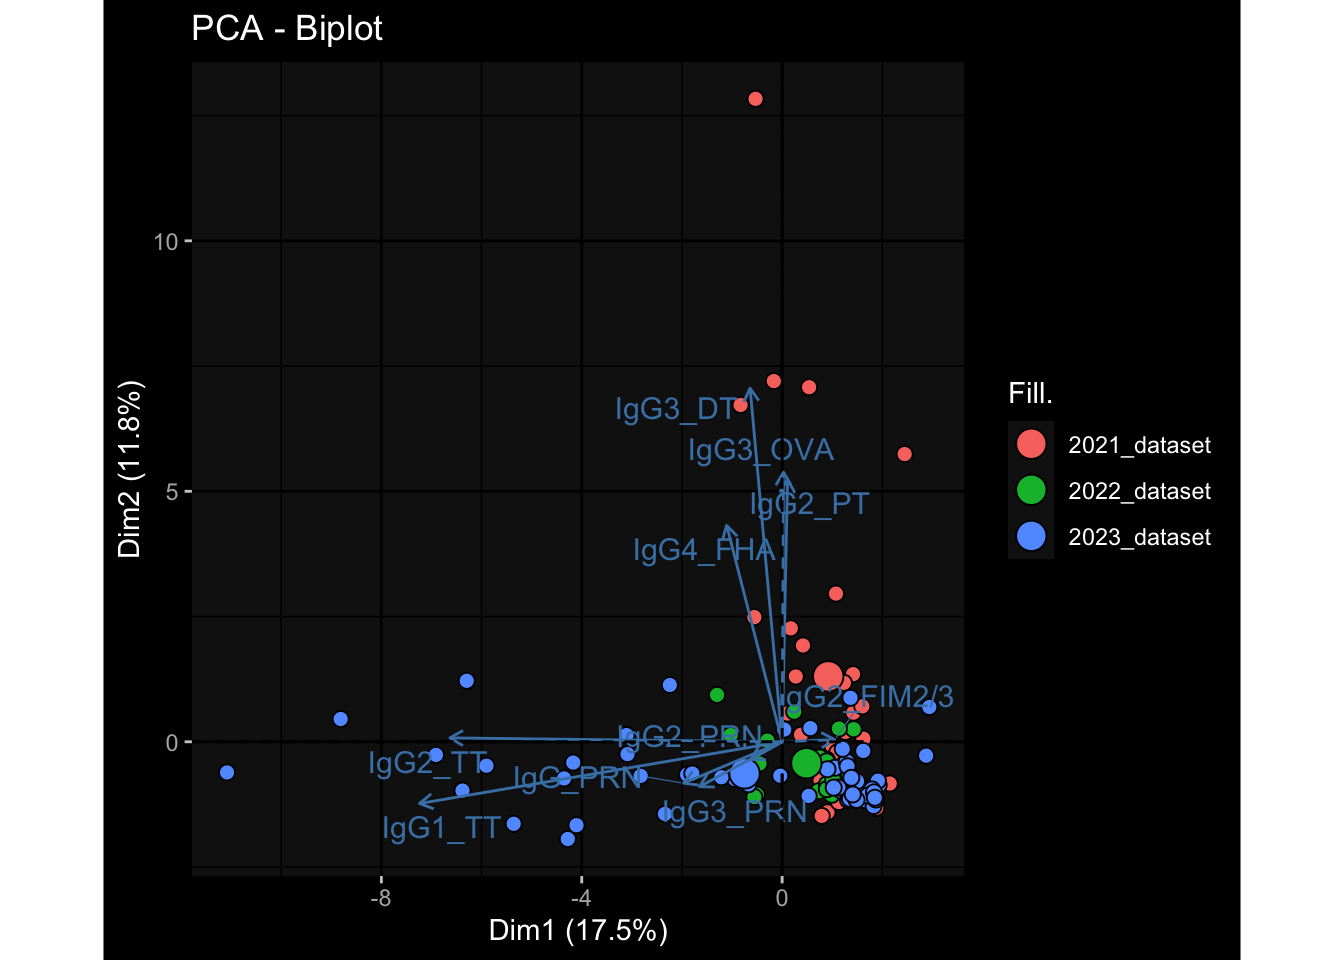 PCA - Biplot
10
5
0
Dim2 (11.8%)
IgG3_DT
IgG3_OVA
IgG2_PT
IgG4_FHA
IgG2_FIM2/3
IgG2_PRN
IgG2_TT
IgG_PRN
IgG3_PRN
IgG1_TT
-8
-4
0
Dim1 (17.5%)
Fill.
2021_dataset
2022_dataset
2023_dataset